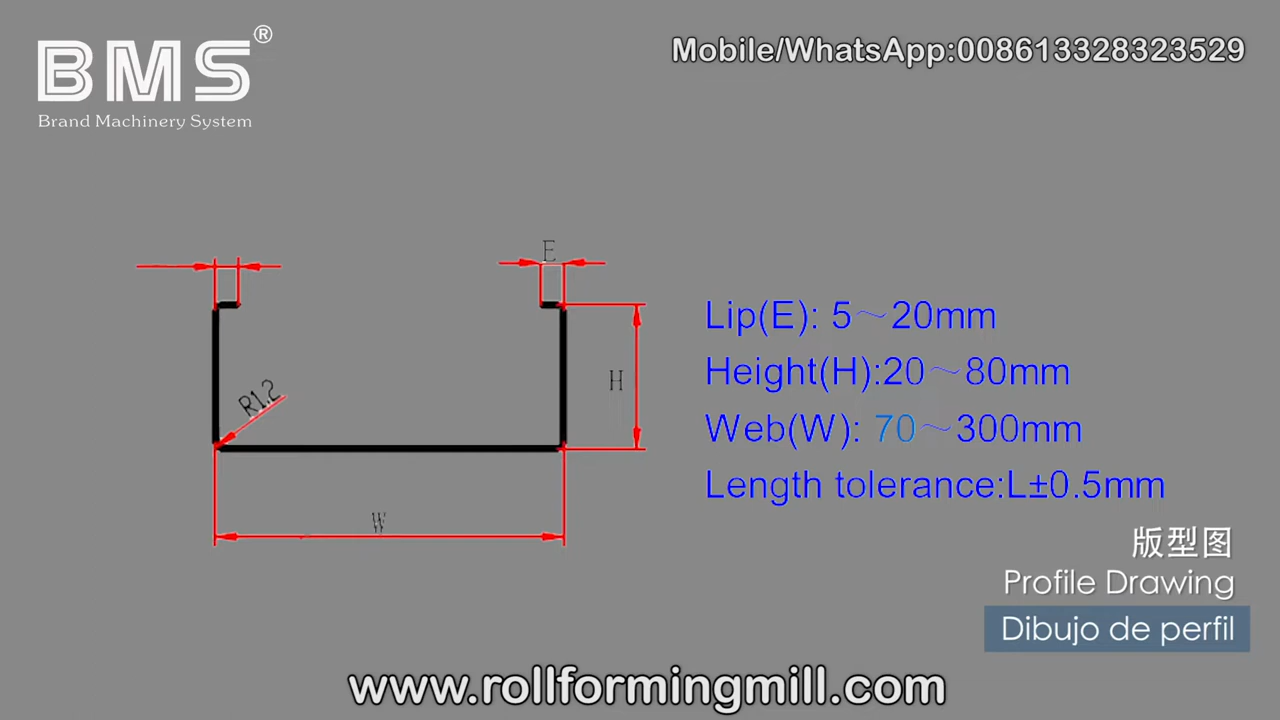 BMS®
Brand Machinery System
Mobile/WhatsApp:008613328323529
E
R1.2
H
W
Lip(E): 5～20mm
Height(H):20～80mm
Web(W): 70～300mm
Length tolerance:L±0.5mm
版型图
Profile Drawing
Dibujo de perfil
www.rollformingmill.com